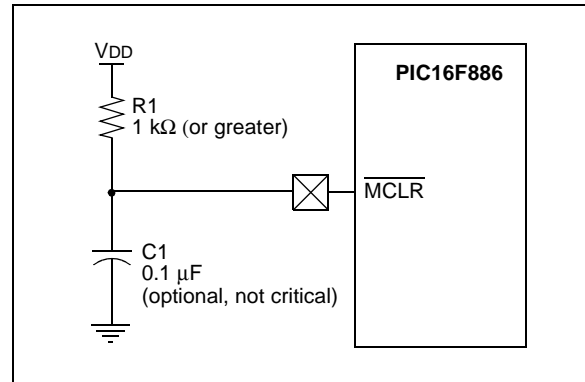 VDD
PIC16F886
R1
1 kΩ (or greater)
MCLR
C1
0.1 μF
(optional, not critical)